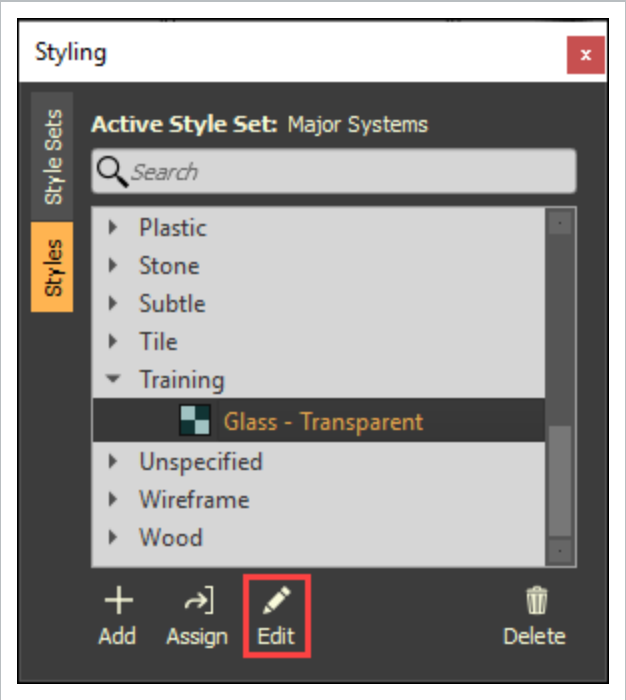 Styling
x
Style Sets
Styles
Active Style Set: Major Systems
Search
Plastic
Stone
Subtle
Tile
Training
Glass - Transparent
Unspecified
Wireframe
Wood
Add Assign Edit Delete